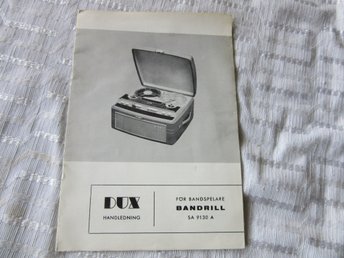 DUX
HANDLEDNING
FÖR BANDSPELARE
BANDRILL
SA 9130 A